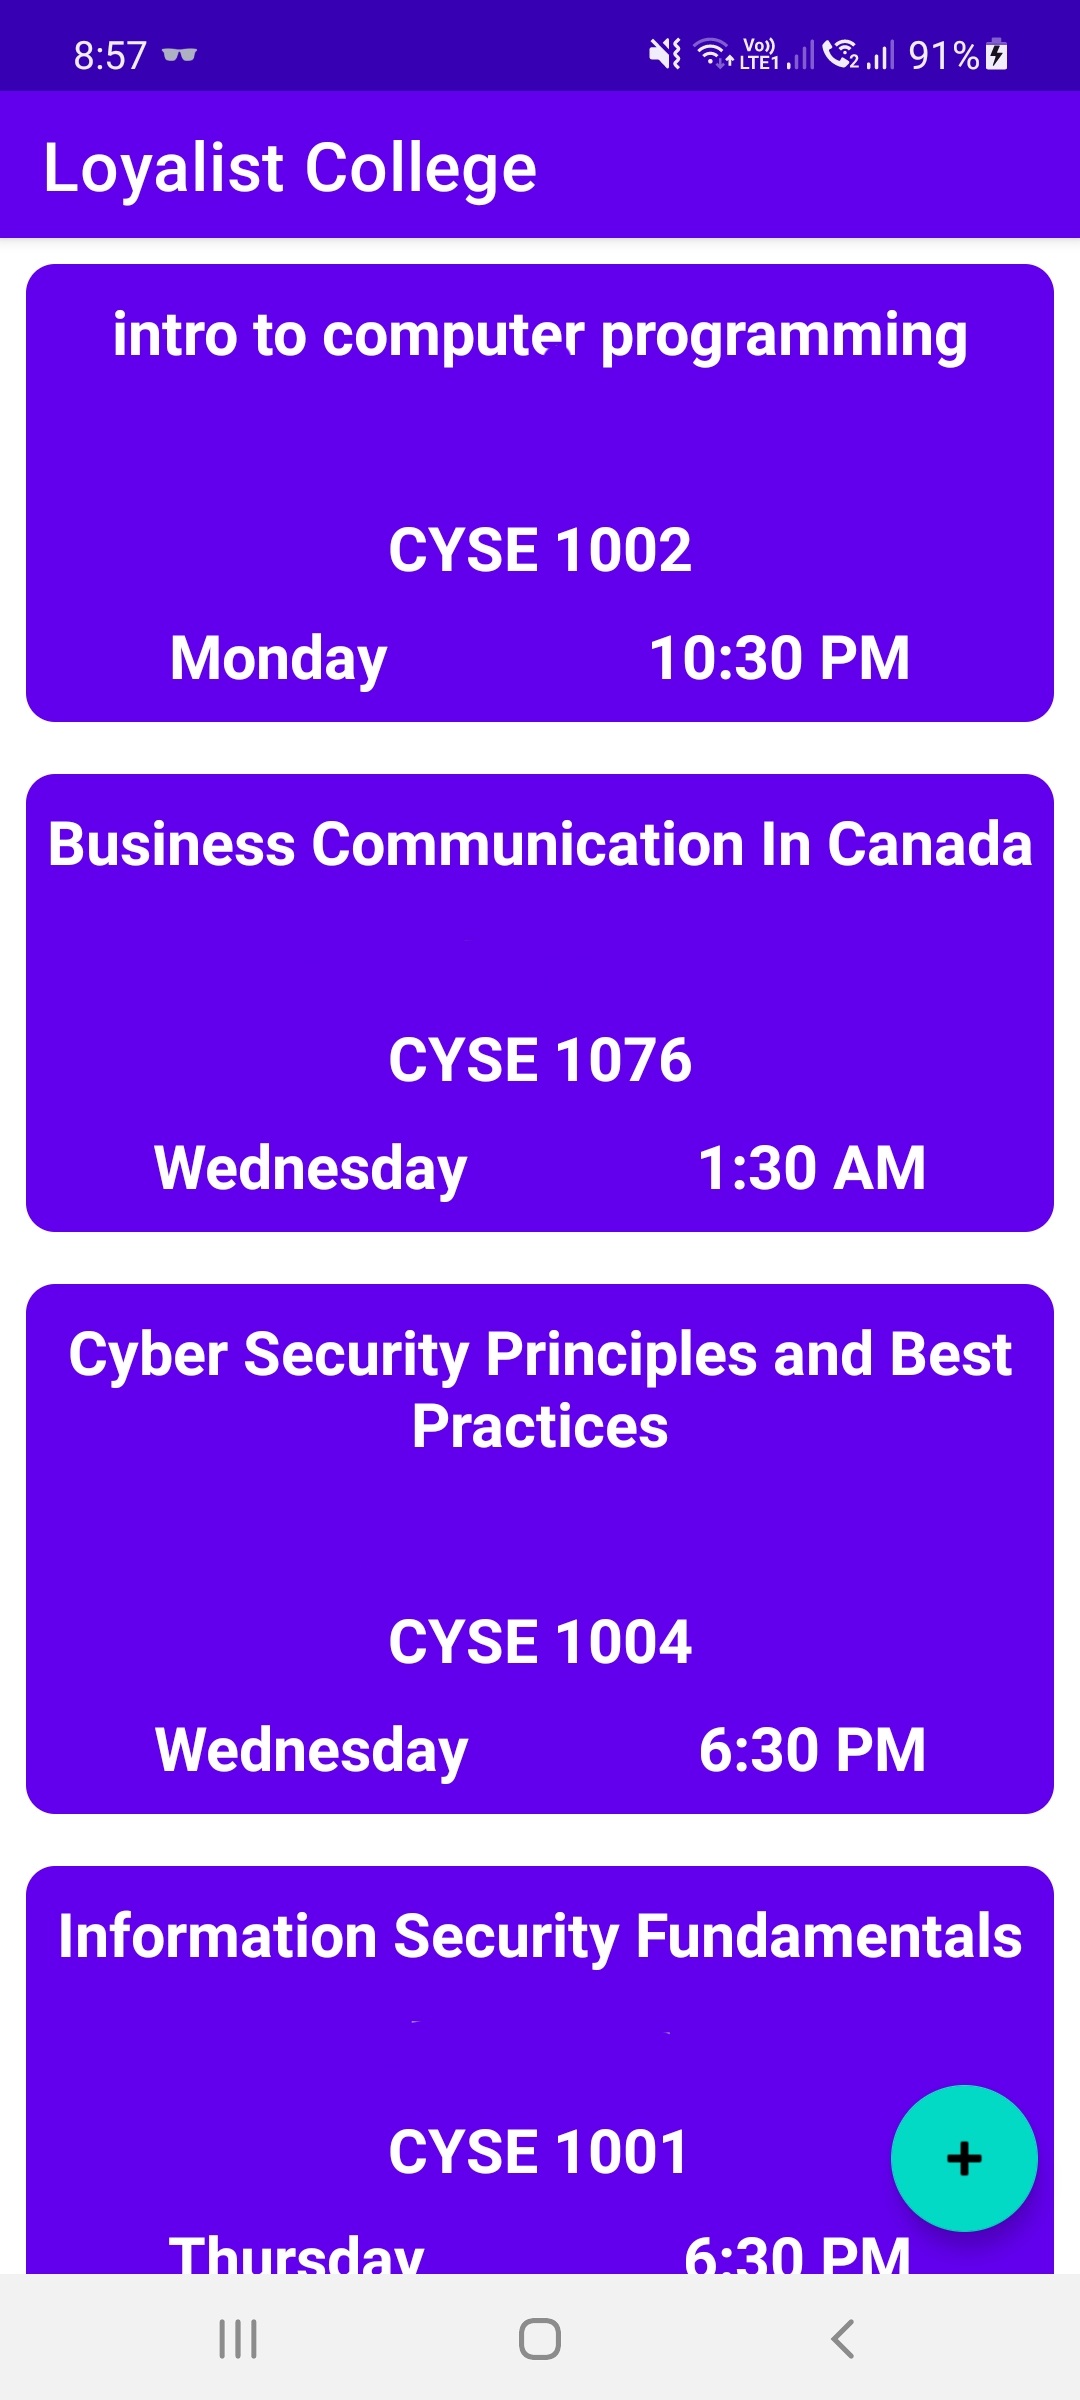 8:57
Vo)) LTE1 2 91%
Loyalist College
intro to computer programming
CYSE 1002
Monday 10:30 PM
Business Communication In Canada
CYSE 1076
Wednesday 1:30 AM
Cyber Security Principles and Best
Practices
CYSE 1004
Wednesday 6:30 PM
Information Security Fundamentals
CYSE 1001
+
Thursday 6:30 PM